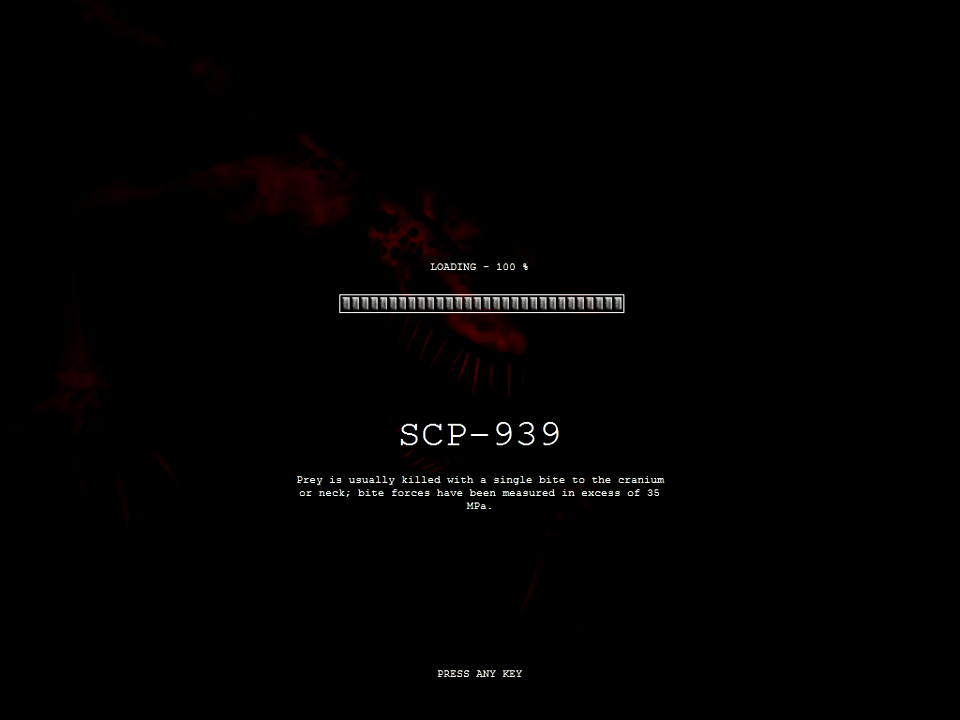 LOADING - 100 %
SCP-939
Prey is usually killed with a single bite to the cranium
or neck; bite forces have been measured in excess of 35
MPa.
PRESS ANY KEY